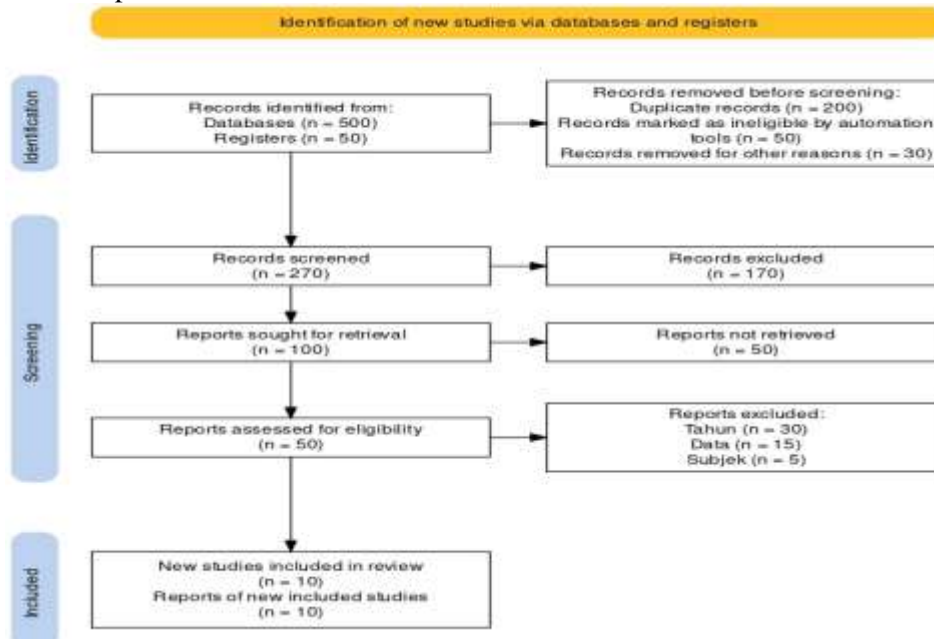 Identification of new studies via databases and registers
Identification
Records identified from:
Databases (n = 500)
Registers (n = 50)
Records removed before screening:
Duplicate records (n = 200)
Records marked as ineligible by automation
tools (n = 50)
Records removed for other reasons (n = 30)
Screening
Records screened
(n = 270)
Records excluded
(n = 170)
Reports sought for retrieval
(n = 100)
Reports not retrieved
(n = 50)
Reports assessed for eligibility
(n = 50)
Reports excluded:
Tahun (n = 30)
Data (n = 15)
Subjek (n = 5)
Included
New studies included in review
(n = 10)
Reports of new included studies
(n = 10)